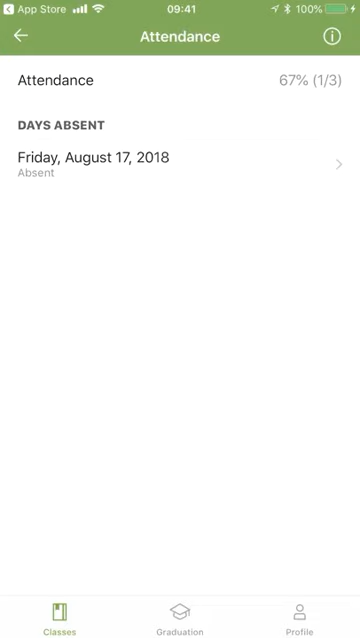 App Store 09:41 100%
Attendance
Attendance 67% (1/3)
DAYS ABSENT
Friday, August 17, 2018
Absent
Classes Graduation Profile